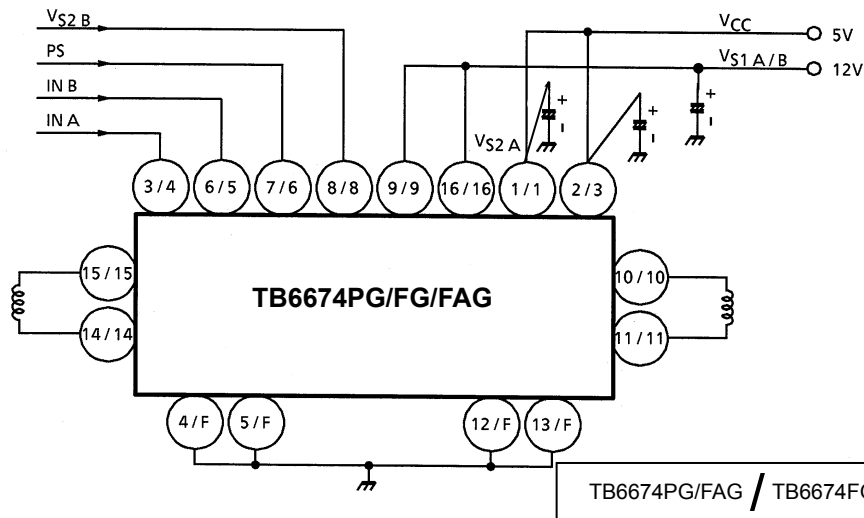 VS2 B
PS
IN B
IN A
VCC
5V
VS1 A/B
12V
VS2 A
+
-
+
-
+
-
3/4
6/5
7/6
8/8
9/9
16/16
1/1
2/3
15/15
14/14
TB6674PG/FG/FAG
10/10
11/11
4/F
5/F
12/F
13/F
TB6674PG/FAG / TB6674FG